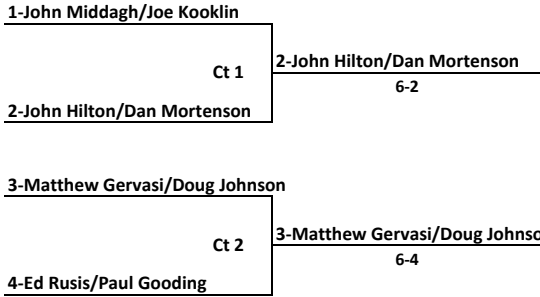 1-John Middagh/Joe Kooklin
Ct 1
2-John Hilton/Dan Mortenson
6-2
2-John Hilton/Dan Mortenson
3-Matthew Gervasi/Doug Johnson
Ct 2
3-Matthew Gervasi/Doug Johnso
6-4
4-Ed Rusis/Paul Gooding